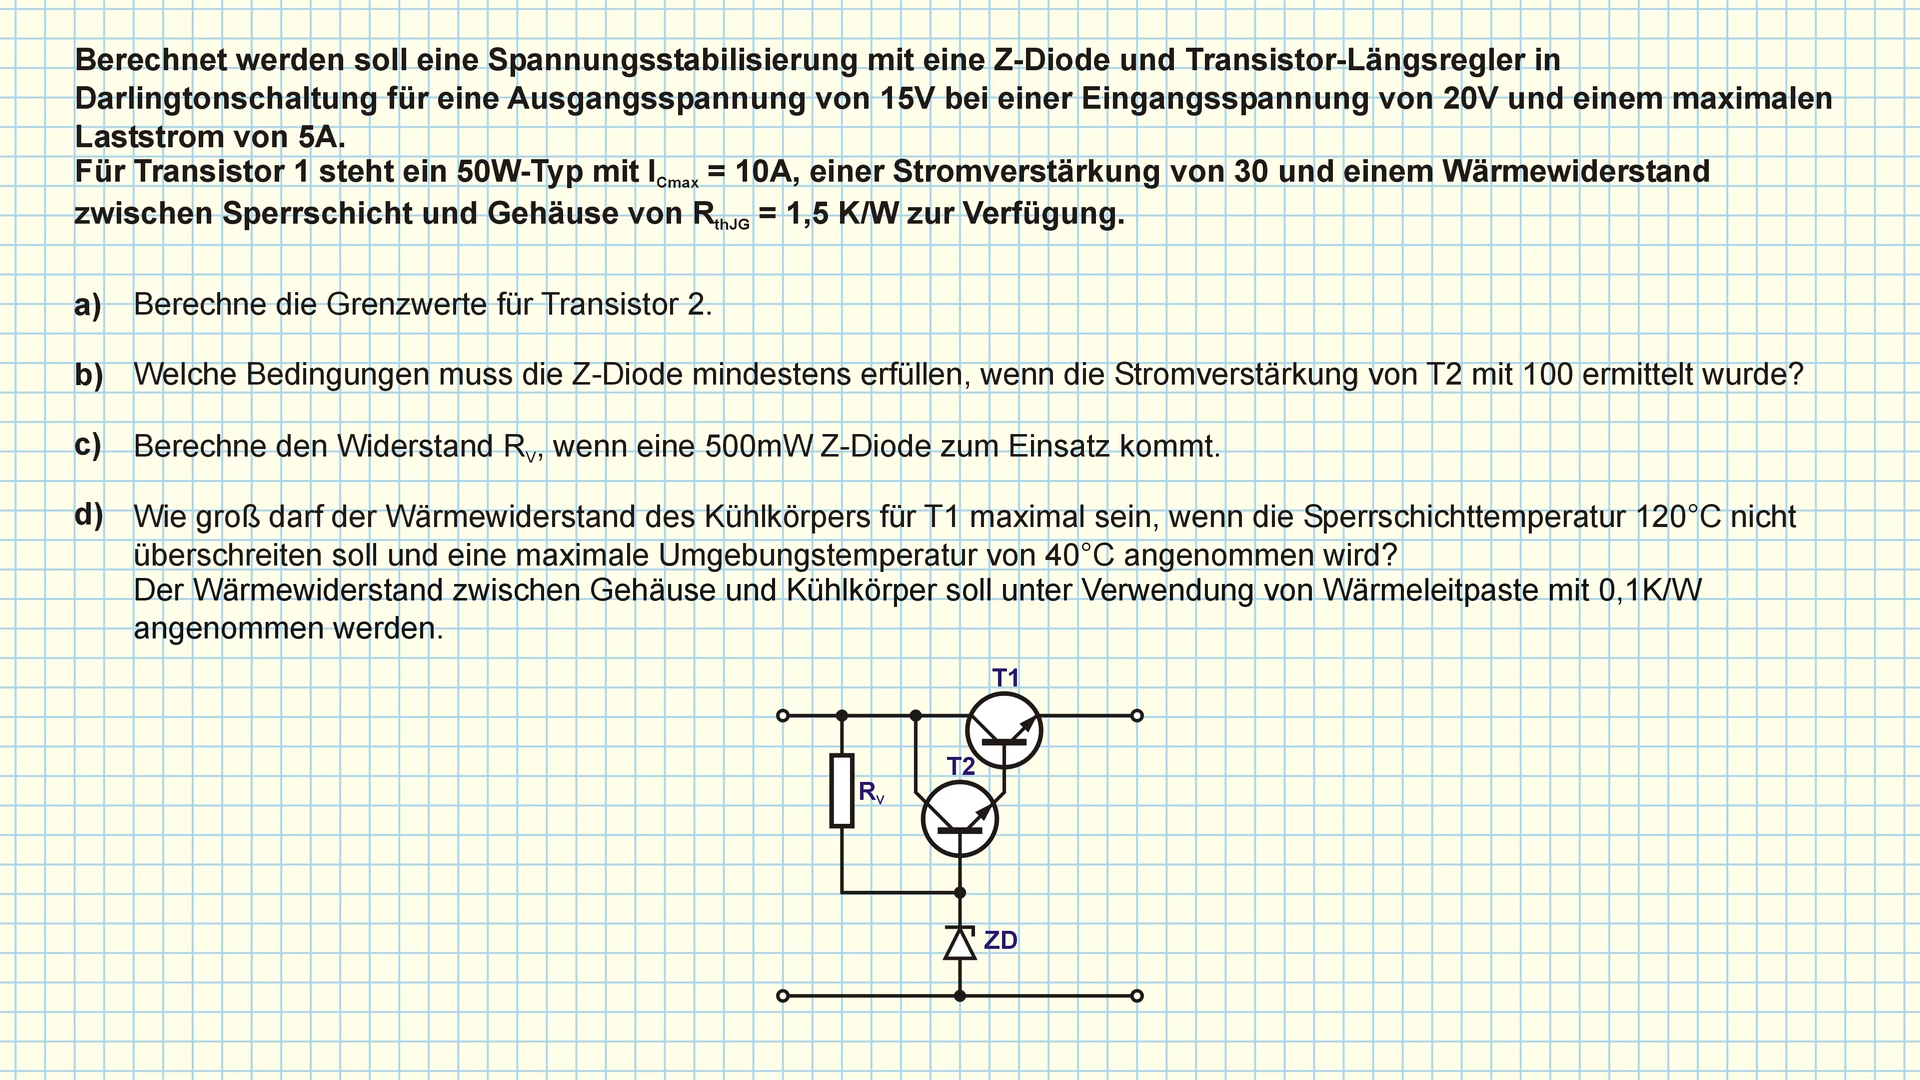 Berechnet werden soll eine Spannungsstabilisierung mit eine Z-Diode und Transistor-Längsregler in
Darlingtonschaltung für eine Ausgangsspannung von 15V bei einer Eingangsspannung von 20V und einem maximalen
Laststrom von 5A.
Für Transistor 1 steht ein 50W-Typ mit ICmax = 10A, einer Stromverstärkung von 30 und einem Wärmewiderstand
zwischen Sperrschicht und Gehäuse von RthJG = 1,5 K/W zur Verfügung.
a) Berechne die Grenzwerte für Transistor 2.
b) Welche Bedingungen muss die Z-Diode mindestens erfüllen, wenn die Stromverstärkung von T2 mit 100 ermittelt wurde?
c) Berechne den Widerstand RV, wenn eine 500mW Z-Diode zum Einsatz kommt.
d) Wie groß darf der Wärmewiderstand des Kühlkörpers für T1 maximal sein, wenn die Sperrschichttemperatur 120°C nicht
überschreiten soll und eine maximale Umgebungstemperatur von 40°C angenommen wird?
Der Wärmewiderstand zwischen Gehäuse und Kühlkörper soll unter Verwendung von Wärmeleitpaste mit 0,1K/W
angenommen werden.
T1
T2
RV
ZD